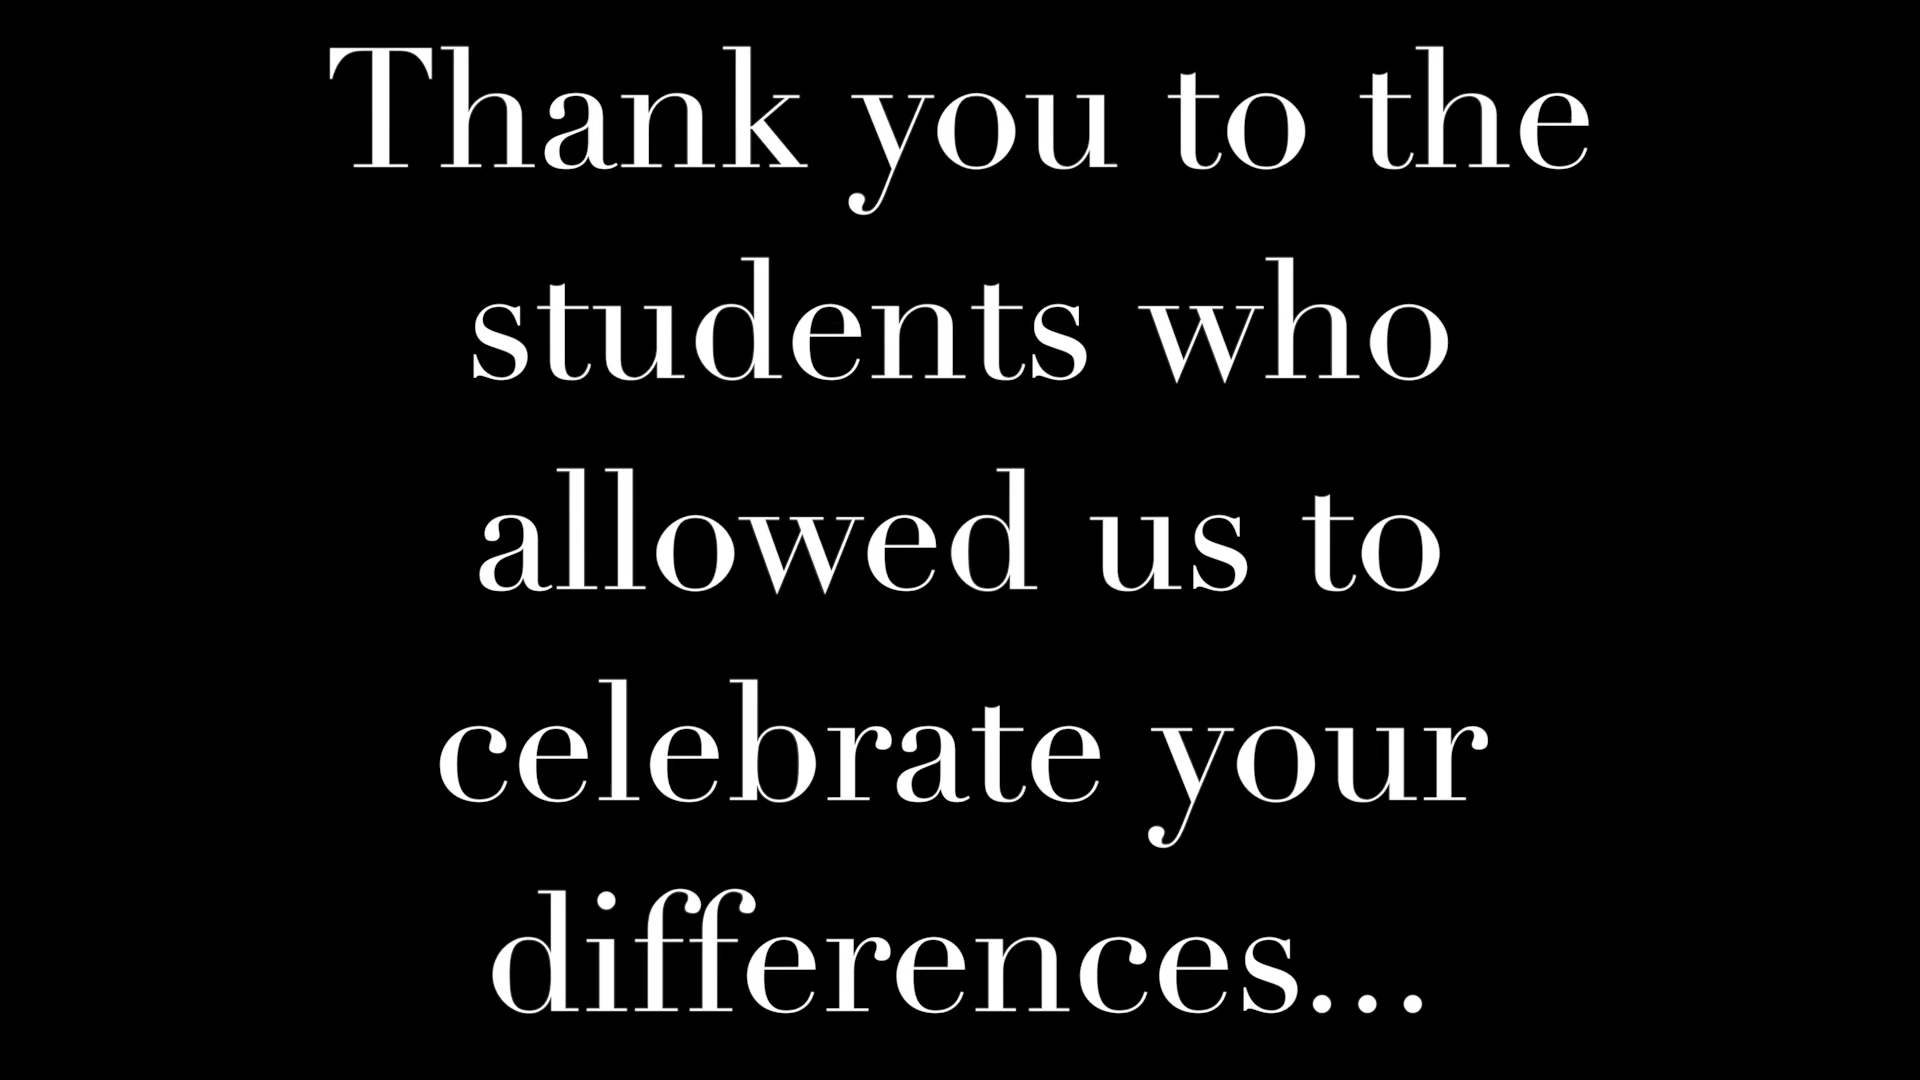 Thank you to the
students who
allowed us to
celebrate your
differences...